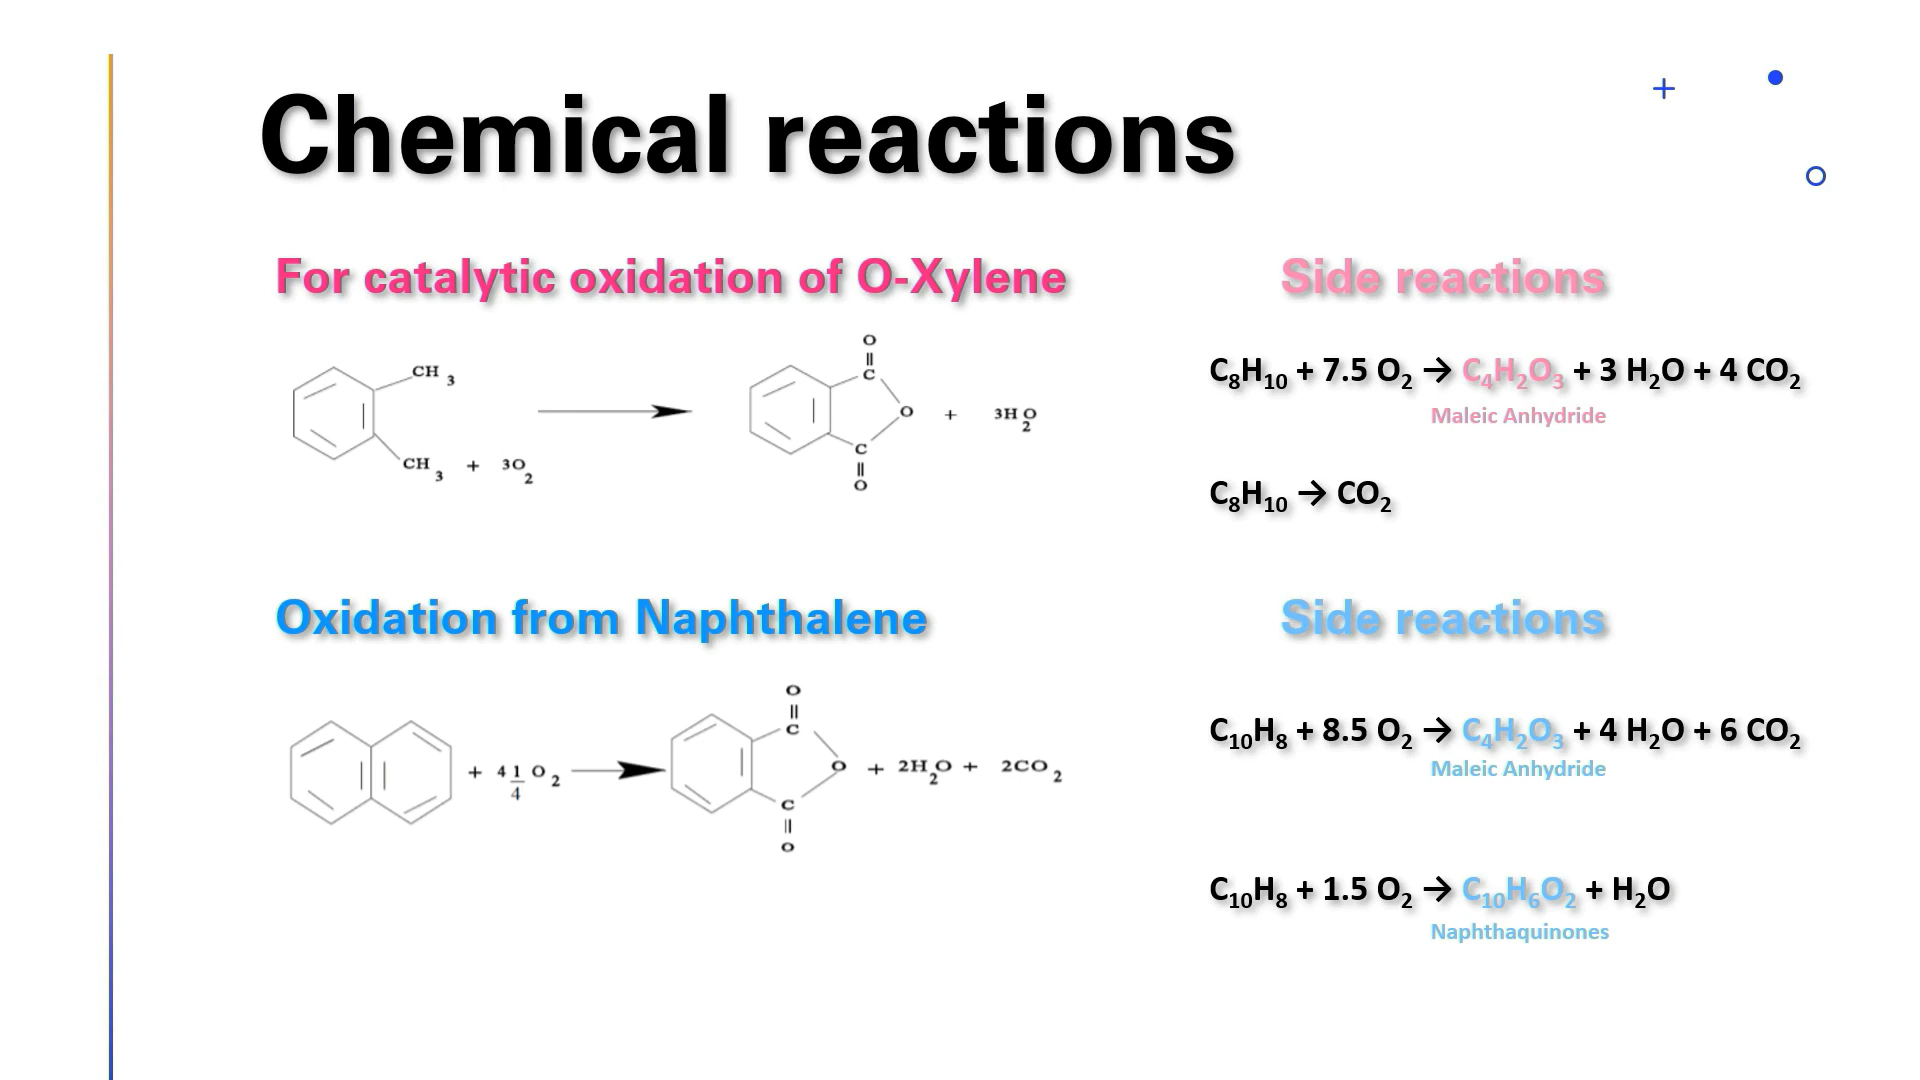 Chemical reactions
For catalytic oxidation of O-Xylene
CH3
CH3 + 3O2
O
C
O
C
O
+ 3H2O
Side reactions
C8H10 + 7.5 O2 → C4H2O3 + 3 H2O + 4 CO2
Maleic Anhydride
C8H10 → CO2
Oxidation from Naphthalene
+ 4 1/4 O2
O
C
O
C
O
+ 2H2O + 2CO2
Side reactions
C10H8 + 8.5 O2 → C4H2O3 + 4 H2O + 6 CO2
Maleic Anhydride
C10H8 + 1.5 O2 → C10H6O2 + H2O
Naphthaquinones